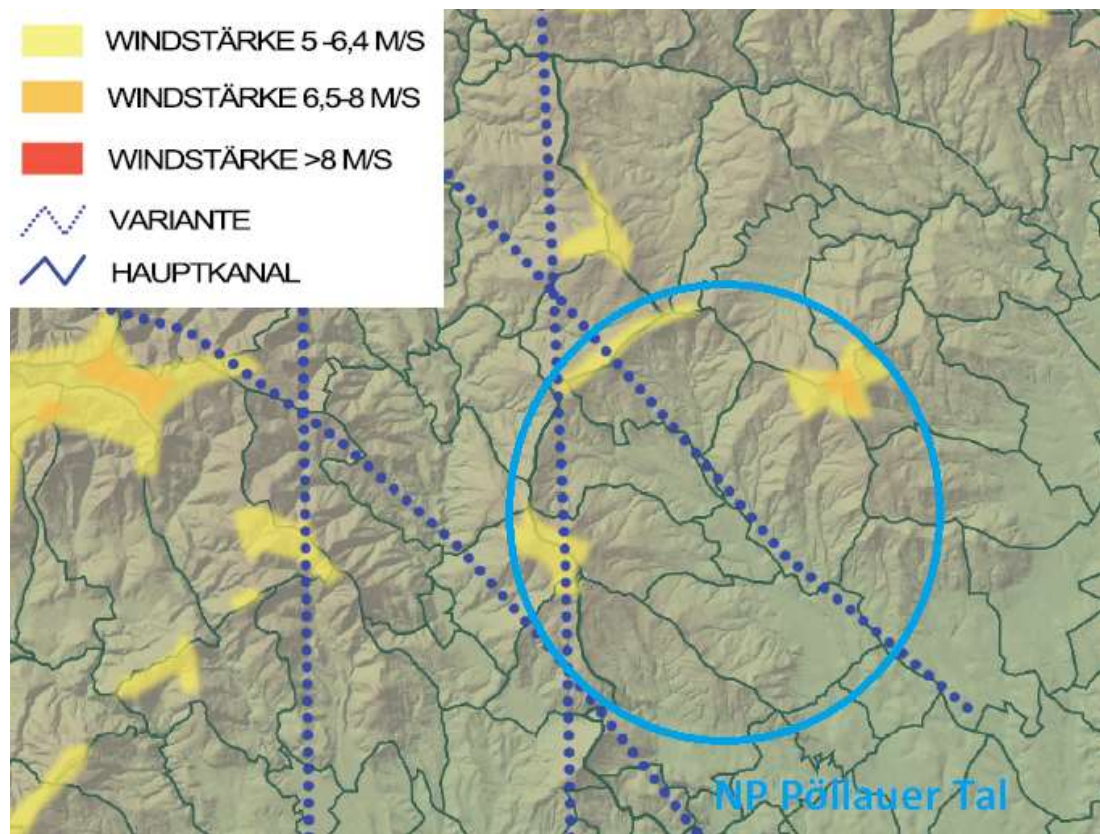 WINDSTÄRKE 5 -6,4 M/S
WINDSTÄRKE 6,5-8 M/S
WINDSTÄRKE >8 M/S
VARIANTE
HAUPTKANAL
NP Pöllauer Tal